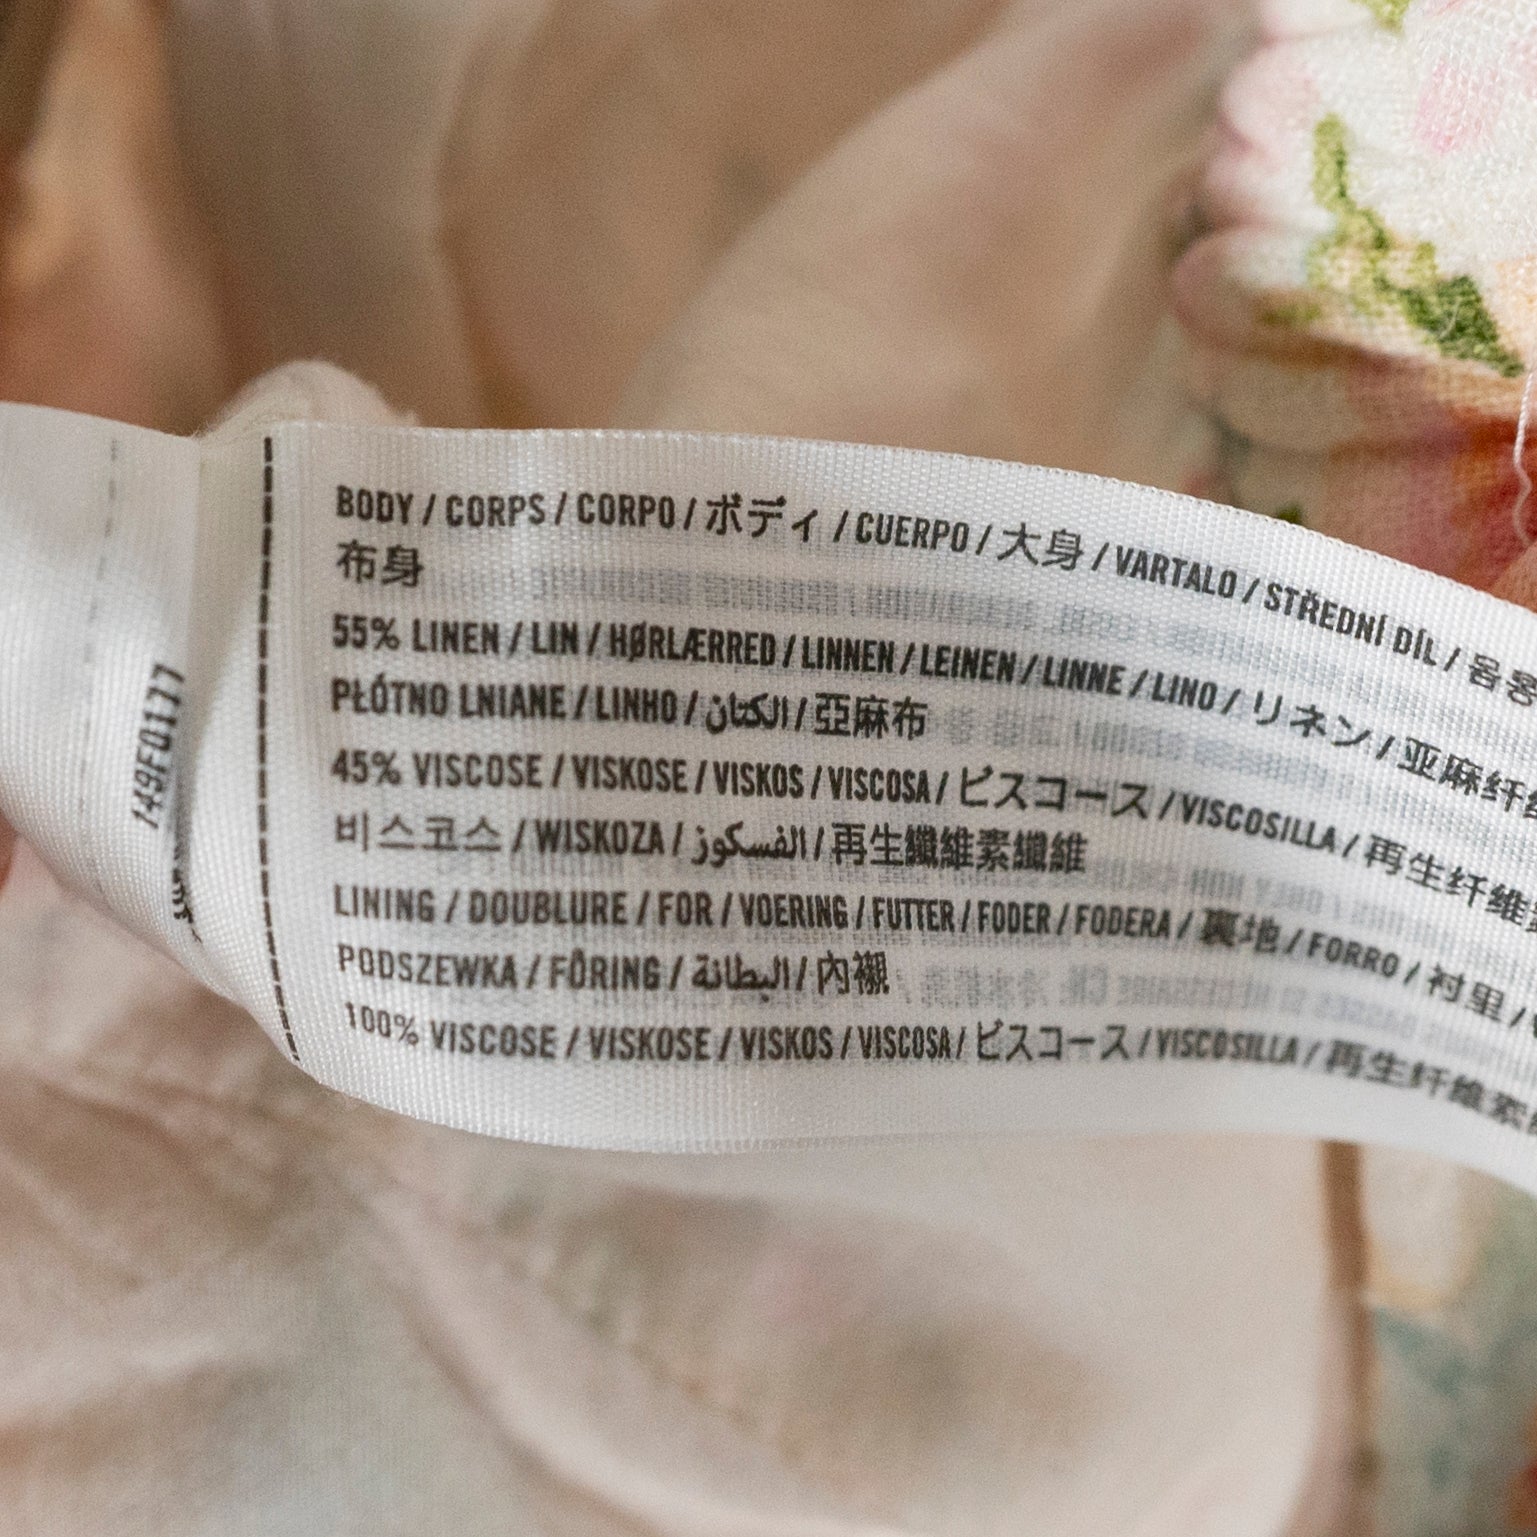 BODY / CORPS / CORPO / ボディ / CUERPO / 大身 / VARTALO / STŘEDNÍ DÍL / 몸통
布身
55% LINEN / LIN / HØRLÆRRED / LINNEN / LEINEN / LINNE / LINO / リネン / 亚麻纤
PŁÓTNO LNIANE / LINHO / الكتان / 亞麻布
45% VISCOSE / VISKOSE / VISKOS / VISCOSA / ビスコース / VISCOSILLA / 再生纤维
비스코스 / WISKOZA / الفسكوز / 再生纖維素纖維
LINING / DOUBLURE / FOR / VOERING / FUTTER / FODER / FODERA / 裏地 / FORRO / 衬里 /
PODSZEWKA / FÔRING / البطانة / 內襯
100% VISCOSE / VISKOSE / VISKOS / VISCOSA / ビスコース / VISCOSILLA / 再生纤维素